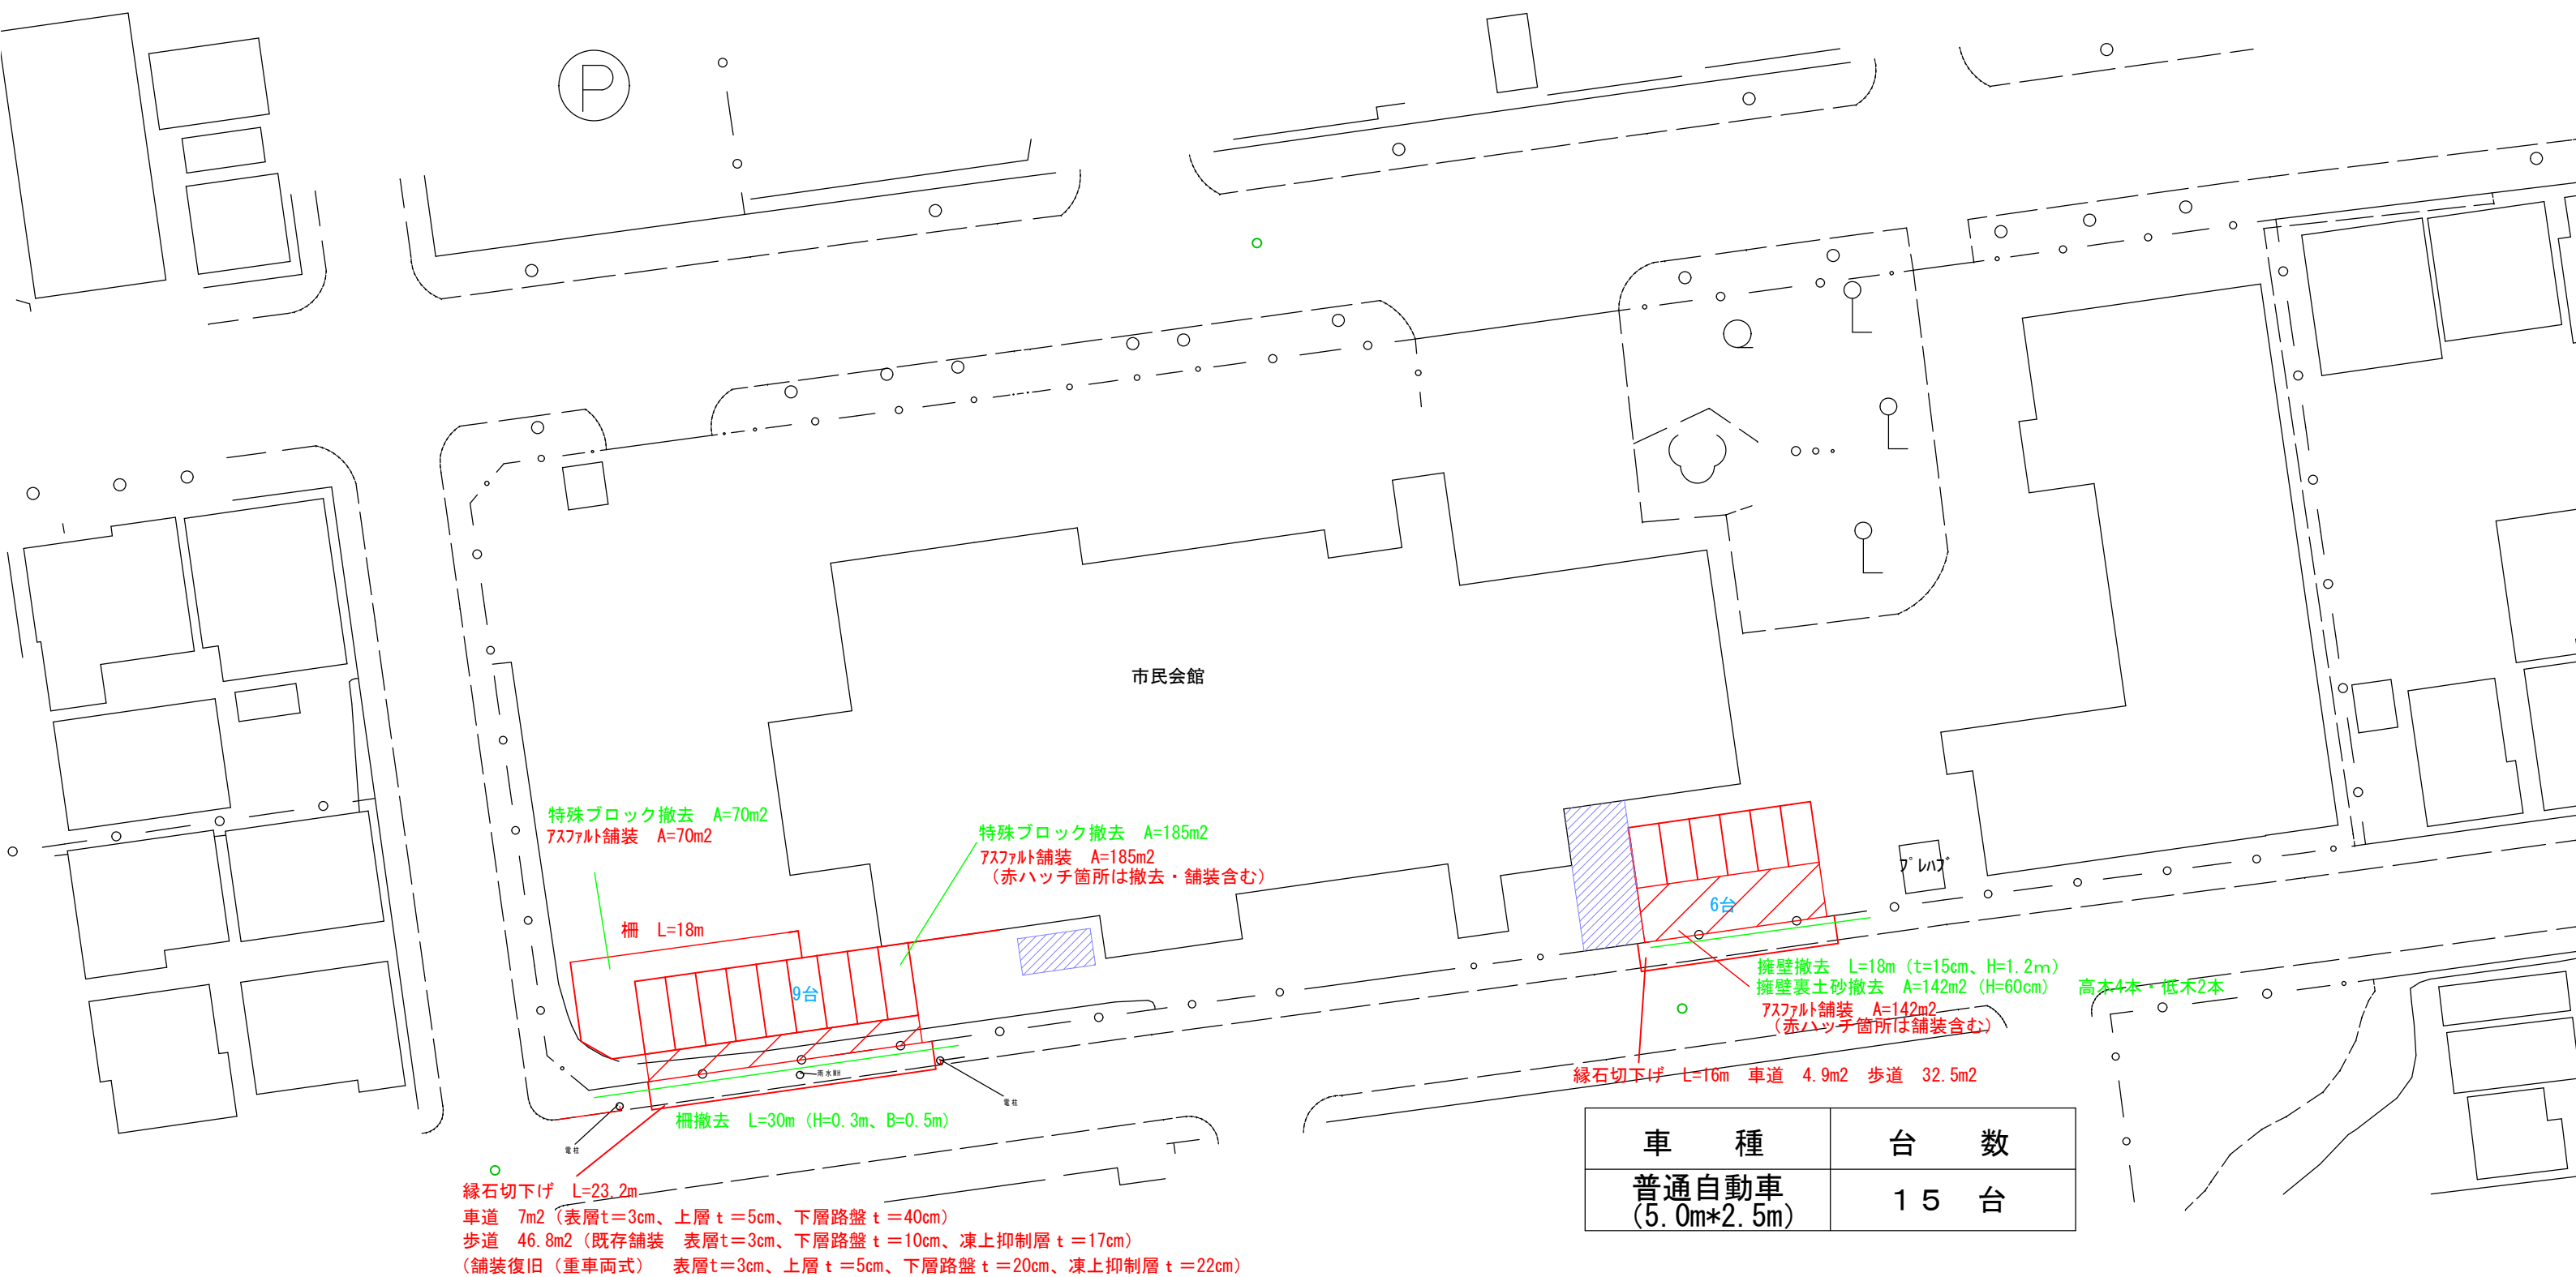 P
市民会館
特殊ブロック撤去　A=70m2
ｱｽﾌｧﾙﾄ舗装　A=70m2
特殊ブロック撤去　A=185m2
ｱｽﾌｧﾙﾄ舗装　A=185m2
（赤ハッチ箇所は撤去・舗装含む）
柵　L=18m
9台
6台
ﾌﾟﾚﾊﾌﾞ
擁壁撤去　L=18m（t=15cm、H=1.2ｍ）
擁壁裏土砂撤去　A=142m2（H=60cm）　高木4本・低木2本
ｱｽﾌｧﾙﾄ舗装　A=142m2
（赤ハッチ箇所は舗装含む）
縁石切下げ　L=16m　車道　4.9m2　歩道　32.5m2
雨水MH
電柱
電柱
柵撤去　L=30m（H=0.3m、B=0.5m）
縁石切下げ　L=23.2m
車道　7m2（表層t＝3cm、上層ｔ＝5cm、下層路盤ｔ＝40cm）
歩道　46.8m2（既存舗装　表層t＝3cm、下層路盤ｔ＝10cm、凍上抑制層ｔ＝17cm）
（舗装復旧（重車両式）　表層t＝3cm、上層ｔ＝5cm、下層路盤ｔ＝20cm、凍上抑制層ｔ＝22cm）
車　種　台　数
普通自動車
(5.0m*2.5m)
１５　台